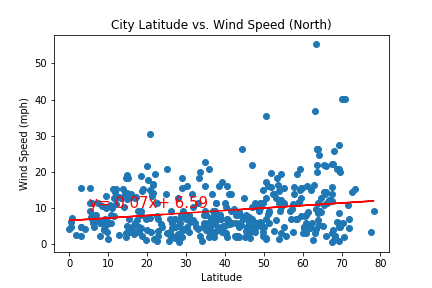 City Latitude vs. Wind Speed (North)
50
40
30
20
10
0
Wind Speed (mph)
y = 0.07x+ 6.59
0 10 20 30 40 50 60 70 80
Latitude